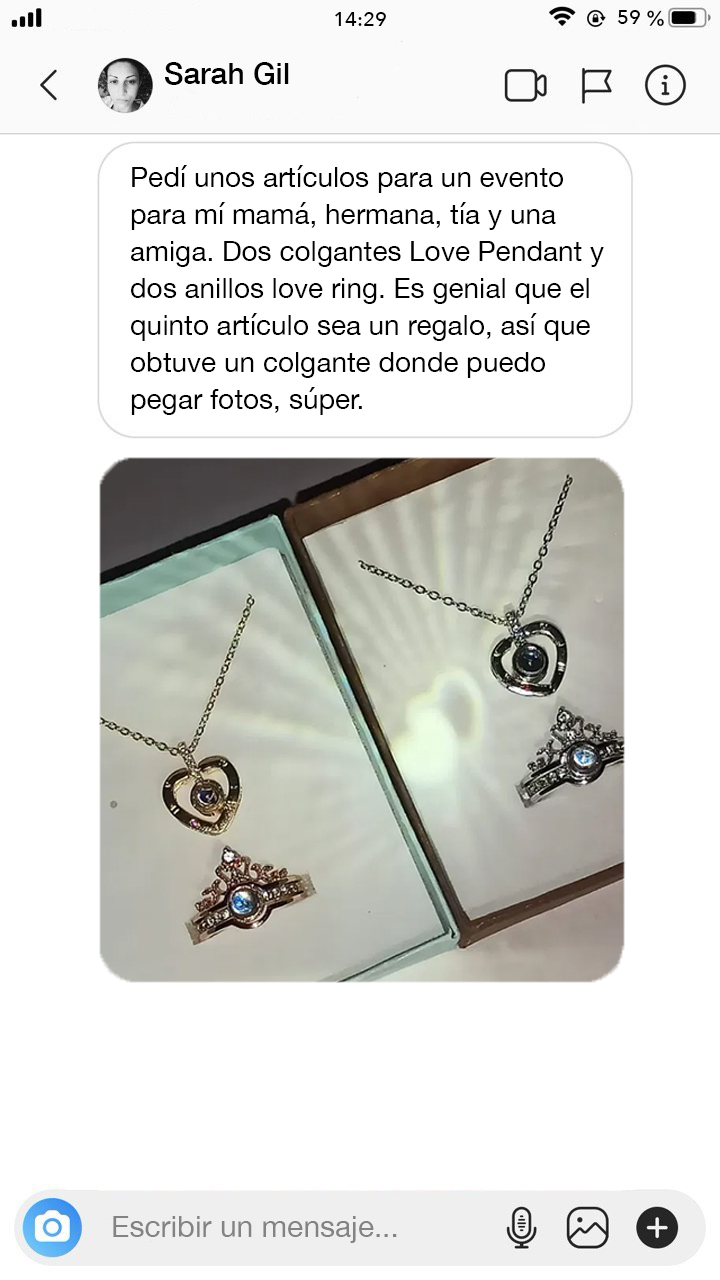 14:29
59 %
Sarah Gil
Pedí unos artículos para un evento
para mí mamá, hermana, tía y una
amiga. Dos colgantes Love Pendant y
dos anillos love ring. Es genial que el
quinto artículo sea un regalo, así que
obtuve un colgante donde puedo
pegar fotos, súper.
Escribir un mensaje...